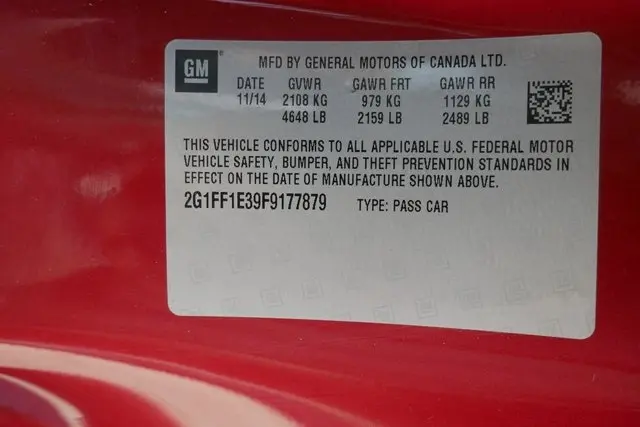 GM MFD BY GENERAL MOTORS OF CANADA LTD.
DATE GVWR GAWR FRT GAWR RR
11/14 2108 KG 979 KG 1129 KG
4648 LB 2159 LB 2489 LB
THIS VEHICLE CONFORMS TO ALL APPLICABLE U.S. FEDERAL MOTOR
VEHICLE SAFETY, BUMPER, AND THEFT PREVENTION STANDARDS IN
EFFECT ON THE DATE OF MANUFACTURE SHOWN ABOVE.
2G1FF1E39F9177879 TYPE: PASS CAR